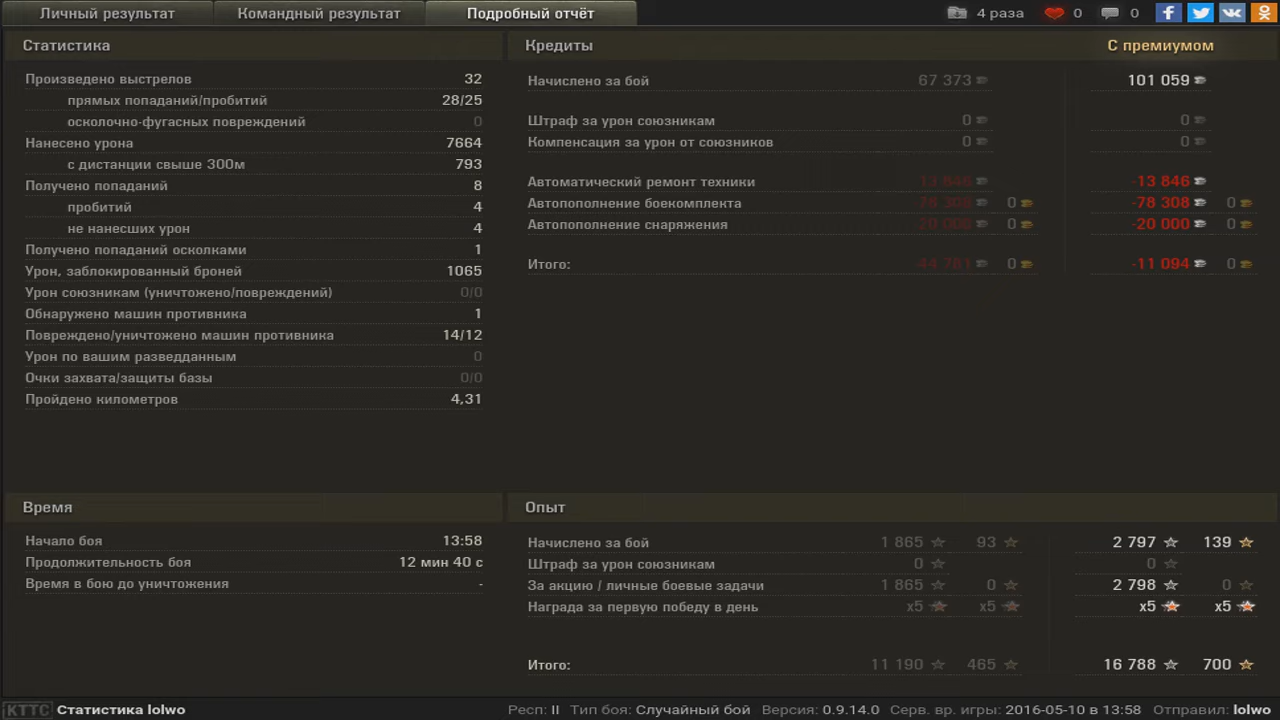 Личный результат Командный результат Подробный отчёт 4 раза 0 0
Статистика
Произведено выстрелов 32
прямых попаданий/пробитий 28/25
осколочно-фугасных повреждений 0
Нанесено урона 7664
с дистанции свыше 300м 793
Получено попаданий 8
пробитий 4
не нанесших урон 4
Получено попаданий осколками 1
Урон, заблокированный броней 1065
Урон союзникам (уничтожено/повреждений) 0/0
Обнаружено машин противника 1
Повреждено/уничтожено машин противника 14/12
Урон по вашим разведданным 0
Очки захвата/защиты базы 0/0
Пройдено километров 4,31
Кредиты С премиумом
Начислено за бой 67 373 101 059
Штраф за урон союзникам 0 0
Компенсация за урон от союзников 0 0
Автоматический ремонт техники -13 846 -13 846
Автопополнение боекомплекта -78 308 0 -78 308 0
Автопополнение снаряжения -20 000 0 -20 000 0
Итого: -44 781 0 -11 094 0
Время
Начало боя 13:58
Продолжительность боя 12 мин 40 с
Время в бою до уничтожения -
Опыт
Начислено за бой 1 865 93 2 797 139
Штраф за урон союзникам 0 0
За акцию / личные боевые задачи 1 865 0 2 798 0
Награда за первую победу в день x5 x5 x5 x5
Итого: 11 190 465 16 788 700
КТТС Статистика lolwo Респ: II Тип боя: Случайный бой Версия: 0.9.14.0 Серв. вр. игры: 2016-05-10 в 13:58 Отправил: lolwo